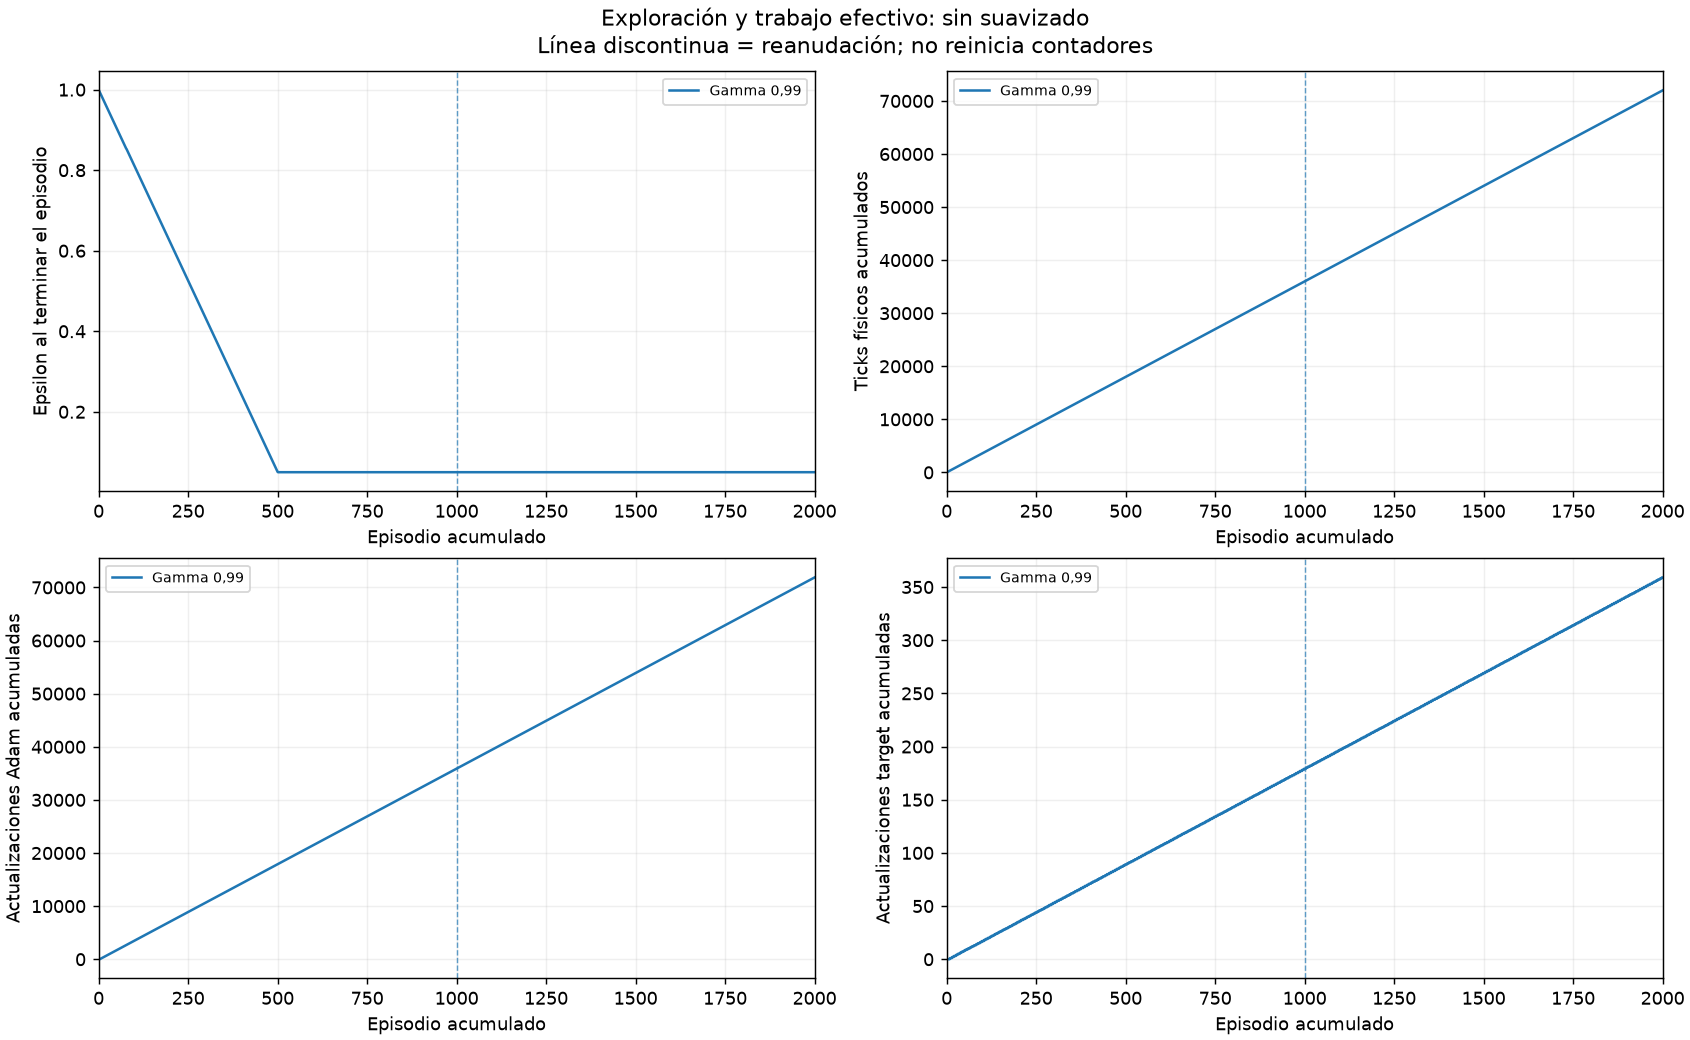 Exploración y trabajo efectivo: sin suavizado
Línea discontinua = reanudación; no reinicia contadores
Epsilon al terminar el episodio
1.0
0.8
0.6
0.4
0.2
Gamma 0,99
0 250 500 750 1000 1250 1500 1750 2000
Episodio acumulado
Ticks físicos acumulados
70000
60000
50000
40000
30000
20000
10000
0
Gamma 0,99
0 250 500 750 1000 1250 1500 1750 2000
Episodio acumulado
Actualizaciones Adam acumuladas
70000
60000
50000
40000
30000
20000
10000
0
Gamma 0,99
0 250 500 750 1000 1250 1500 1750 2000
Episodio acumulado
Actualizaciones target acumuladas
350
300
250
200
150
100
50
0
Gamma 0,99
0 250 500 750 1000 1250 1500 1750 2000
Episodio acumulado